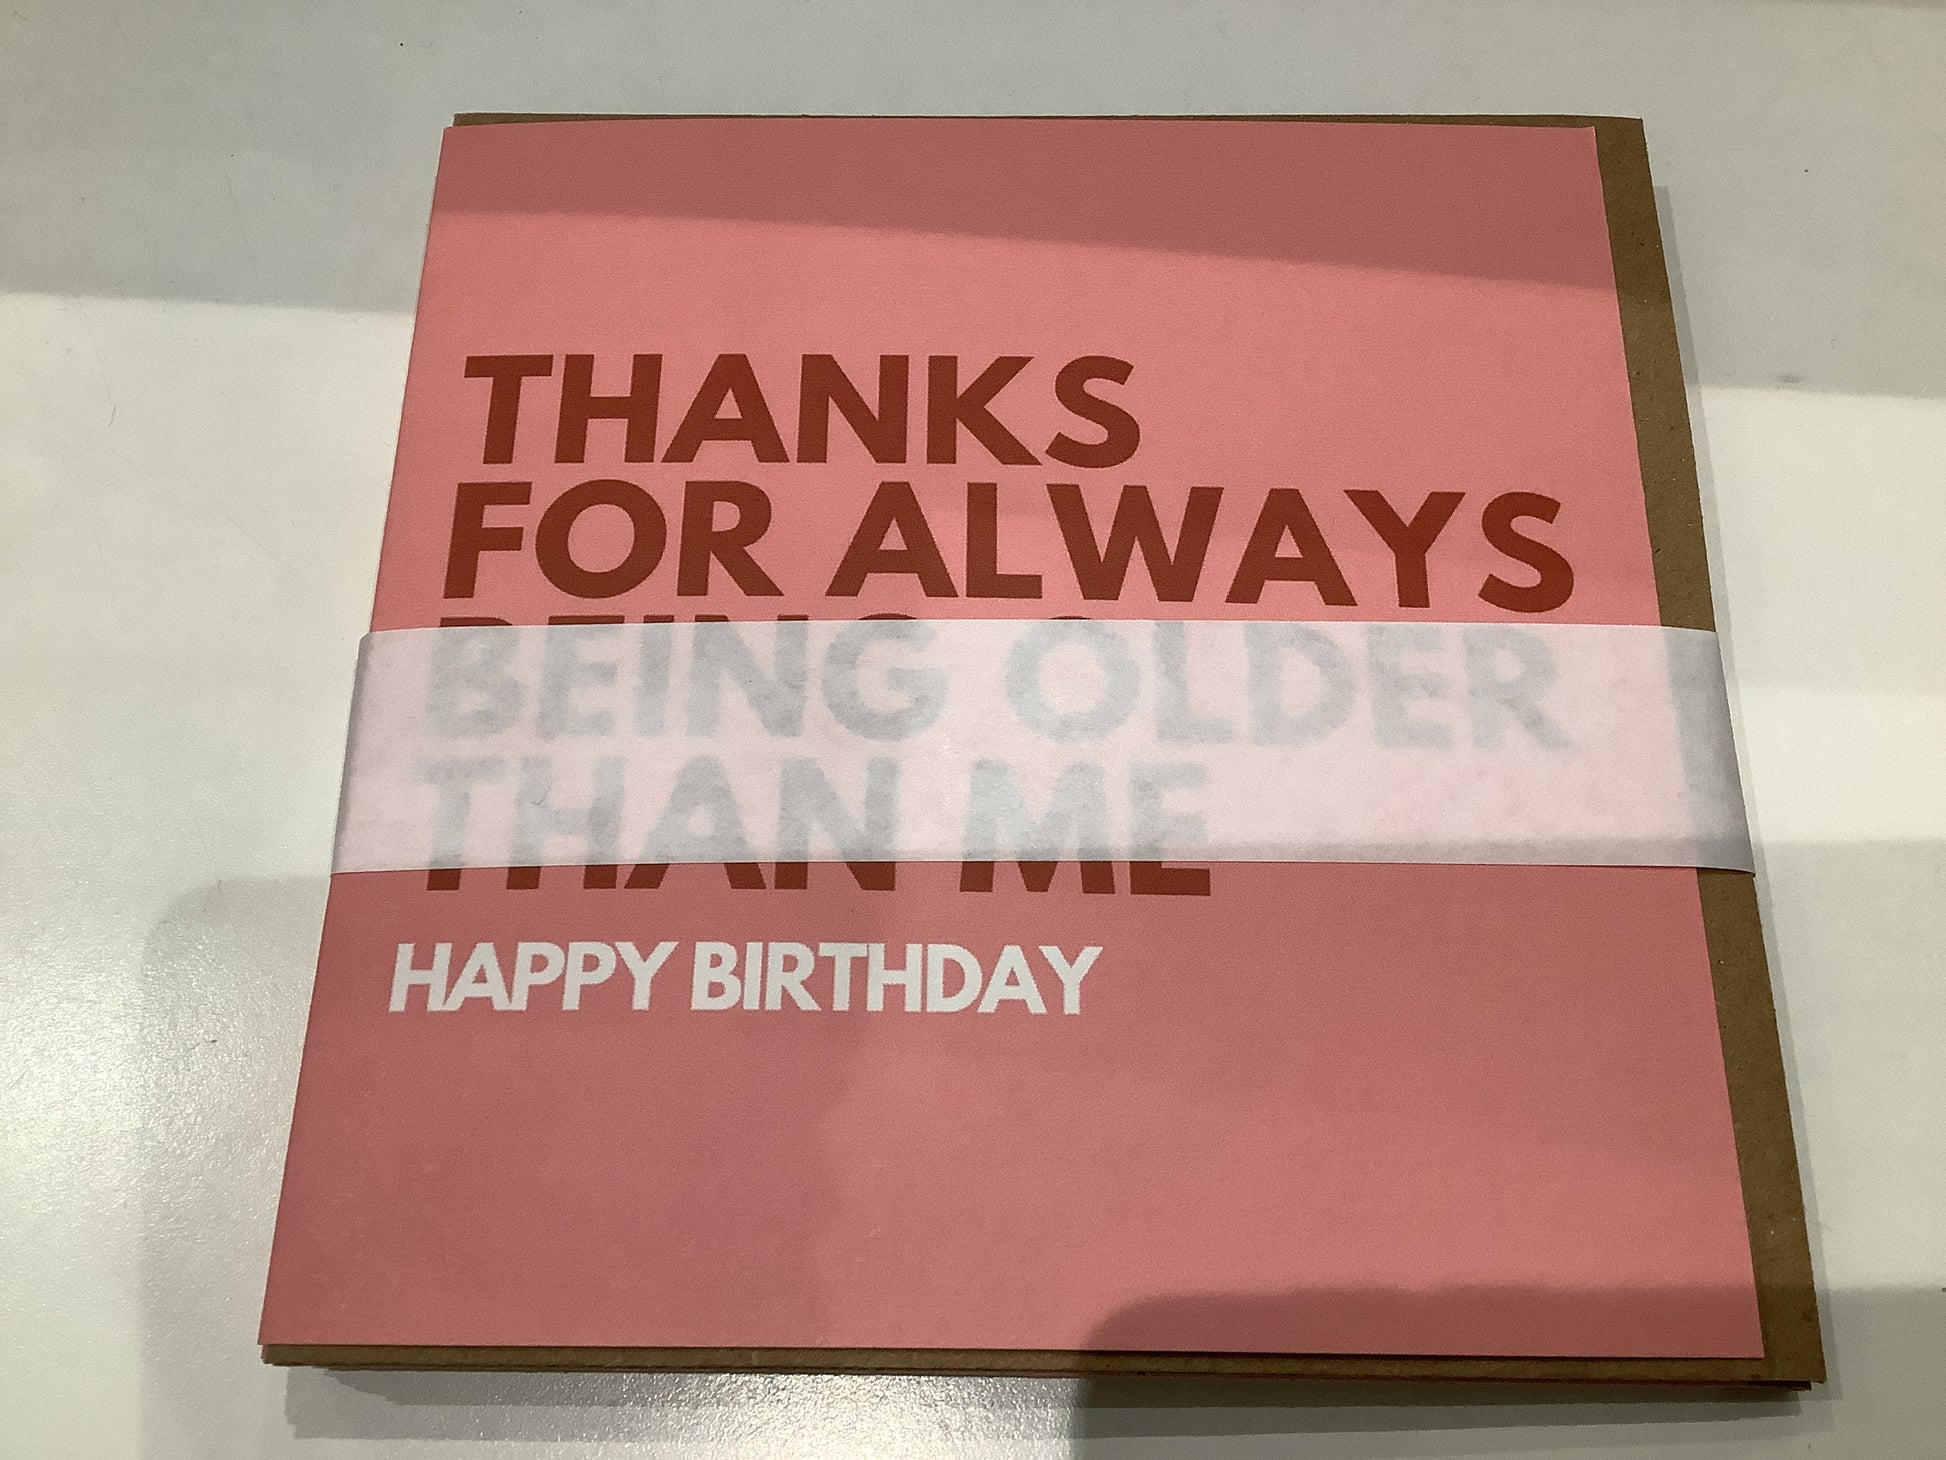 THANKS
FOR ALWAYS
BEING OLDER
THAN ME
HAPPY BIRTHDAY